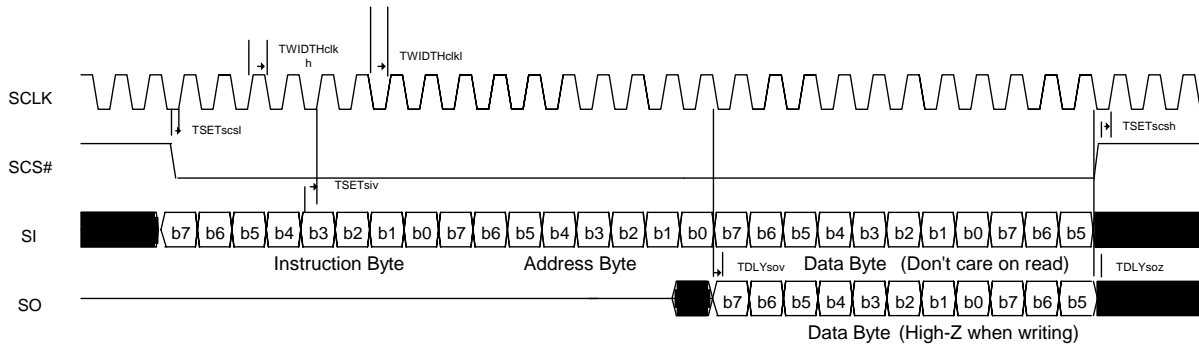 TWIDTHclk
h
TWIDTHclkl
SCLK
TSETscsl
TSETscsh
SCS#
TSETsiv
SI b7 b6 b5 b4 b3 b2 b1 b0 b7 b6 b5 b4 b3 b2 b1 b0 b7 b6 b5 b4 b3 b2 b1 b0 b7 b6 b5
Instruction Byte Address Byte TDLYsov Data Byte (Don't care on read) TDLYsoz
SO b7 b6 b5 b4 b3 b2 b1 b0 b7 b6 b5
Data Byte (High-Z when writing)